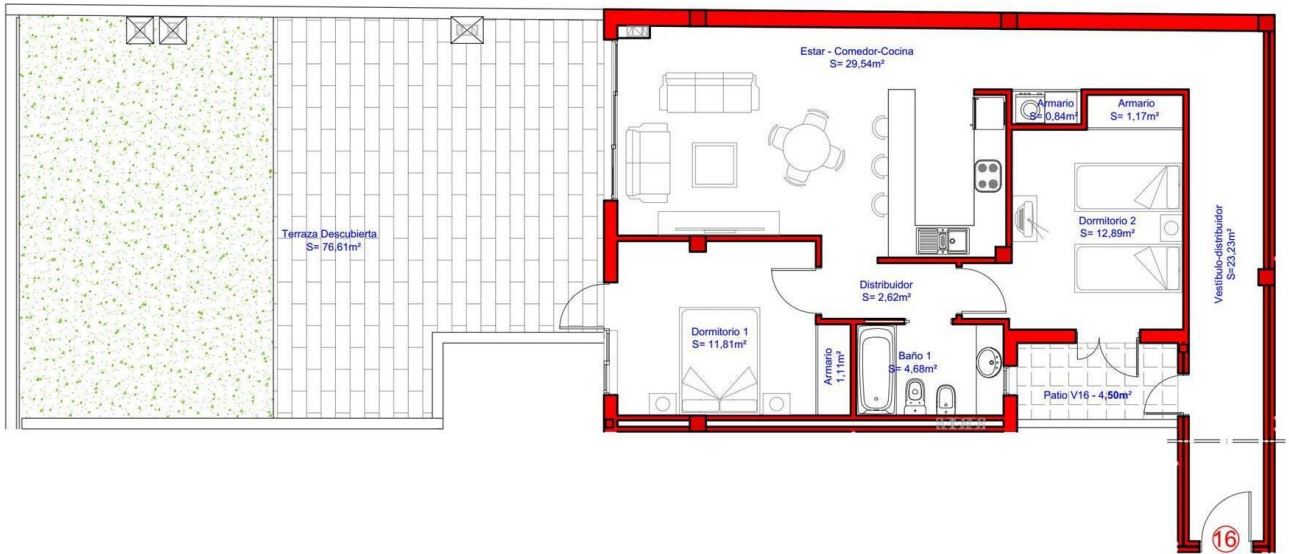 Estar - Comedor-Cocina
S= 29,54m²
Armario
S= 0,84m²
Armario
S= 1,17m²
Terraza Descubierta
S= 76,61m²
Dormitorio 2
S= 12,89m²
Vestíbulo-distribuidor
S=23,23m²
Distribuidor
S= 2,62m²
Dormitorio 1
S= 11,81m²
Armario
1,11m²
Baño 1
S= 4,68m²
Patio V16 - 4,50m²
16